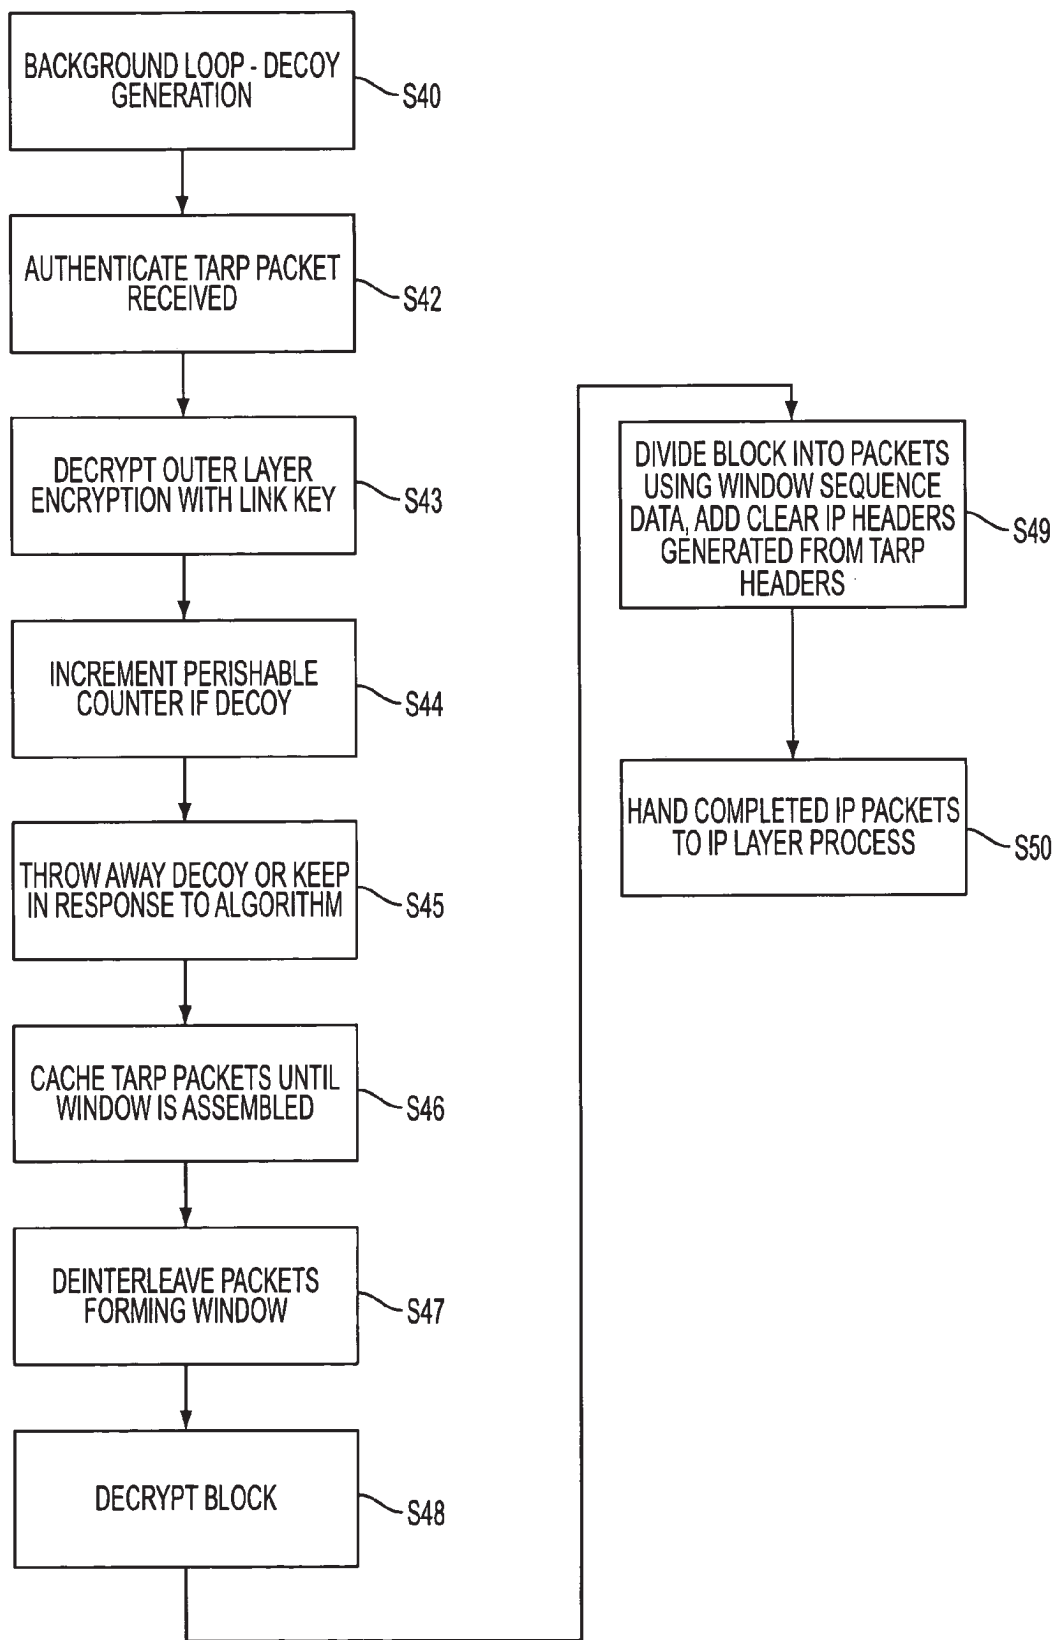 BACKGROUND LOOP - DECOY
GENERATION
S40
AUTHENTICATE TARP PACKET
RECEIVED
S42
DECRYPT OUTER LAYER
ENCRYPTION WITH LINK KEY
S43
INCREMENT PERISHABLE
COUNTER IF DECOY
S44
THROW AWAY DECOY OR KEEP
IN RESPONSE TO ALGORITHM
S45
CACHE TARP PACKETS UNTIL
WINDOW IS ASSEMBLED
S46
DEINTERLEAVE PACKETS
FORMING WINDOW
S47
DECRYPT BLOCK
S48
DIVIDE BLOCK INTO PACKETS
USING WINDOW SEQUENCE
DATA, ADD CLEAR IP HEADERS
GENERATED FROM TARP
HEADERS
S49
HAND COMPLETED IP PACKETS
TO IP LAYER PROCESS
S50